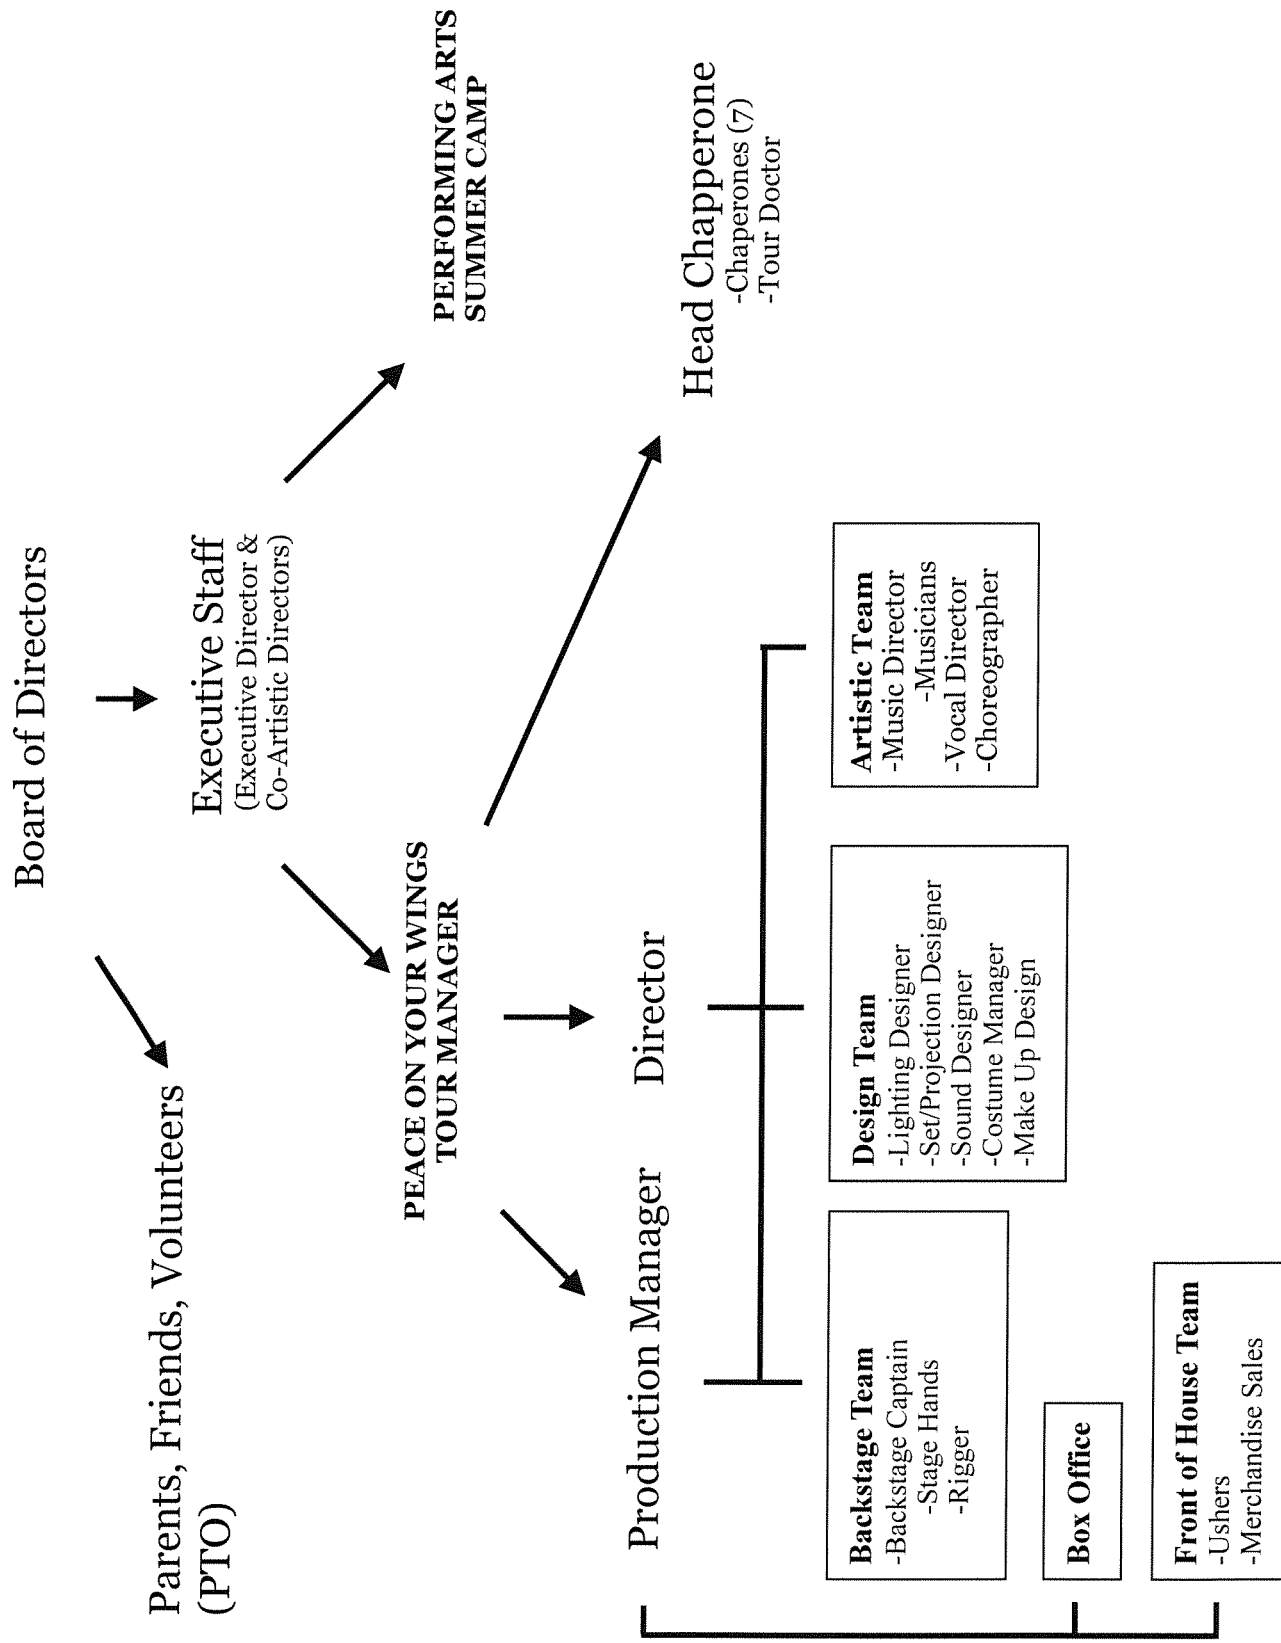 Board of Directors
Parents, Friends, Volunteers
(PTO)
Executive Staff
(Executive Director &
Co-Artistic Directors)
PEACE ON YOUR WINGS
TOUR MANAGER
PERFORMING ARTS
SUMMER CAMP
Production Manager
Director
Head Chapperone
-Chaperones (7)
-Tour Doctor
Backstage Team
-Backstage Captain
-Stage Hands
-Rigger
Design Team
-Lighting Designer
-Set/Projection Designer
-Sound Designer
-Costume Manager
-Make Up Design
Artistic Team
-Music Director
-Musicians
-Vocal Director
-Choreographer
Box Office
Front of House Team
-Ushers
-Merchandise Sales